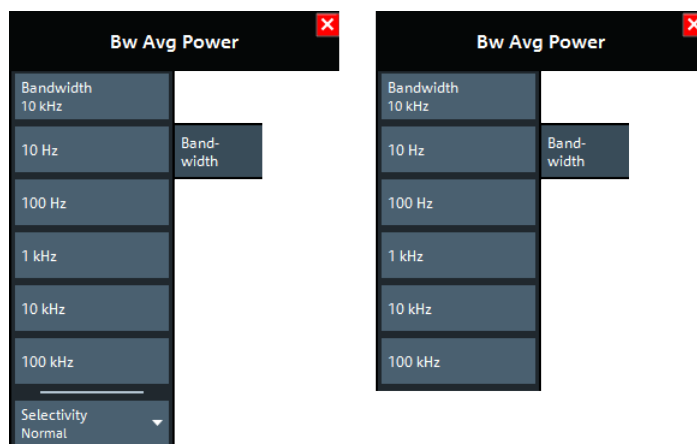 Bw Avg Power
Bandwidth
10 kHz
10 Hz
Band-
width
100 Hz
1 kHz
10 kHz
100 kHz
Selectivity
Normal
Bw Avg Power
Bandwidth
10 kHz
10 Hz
Band-
width
100 Hz
1 kHz
10 kHz
100 kHz